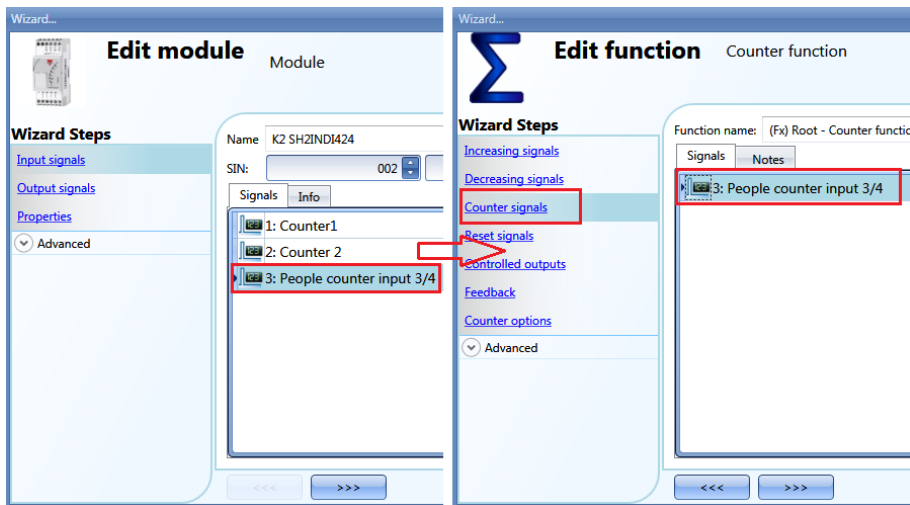 Wizard...
Edit module
Module
Wizard Steps
Input signals
Output signals
Properties
Advanced
Name K2 SH2INDI424
SIN: 002
Signals Info
1: Counter1
2: Counter 2
3: People counter input 3/4
<<< >>>
Wizard...
Edit function
Counter function
Wizard Steps
Increasing signals
Decreasing signals
Counter signals
Reset signals
Controlled outputs
Feedback
Counter options
Advanced
Function name: (Fx) Root - Counter functio
Signals Notes
3: People counter input 3/4
<<< >>>